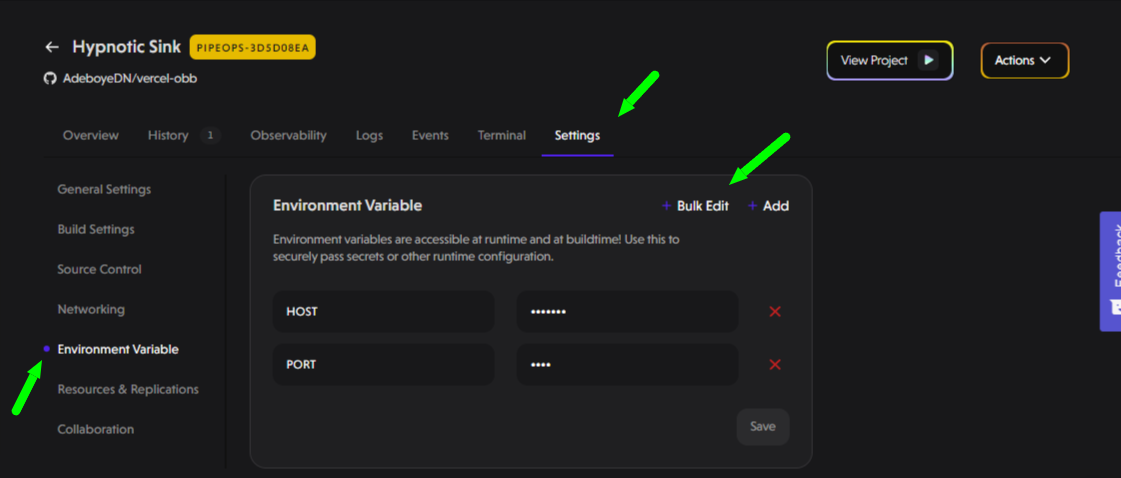 Hypnotic Sink
PIPEOPS-3D5D08EA
AdeboyeDN/vercel-obb
View Project
Actions
Overview
History 1
Observability
Logs
Events
Terminal
Settings
General Settings
Build Settings
Source Control
Networking
Environment Variable
Resources & Replications
Collaboration
Environment Variable
+ Bulk Edit
+ Add
Environment variables are accessible at runtime and at buildtime! Use this to
securely pass secrets or other runtime configuration.
HOST
•••••••
PORT
••••
Save
Feedback